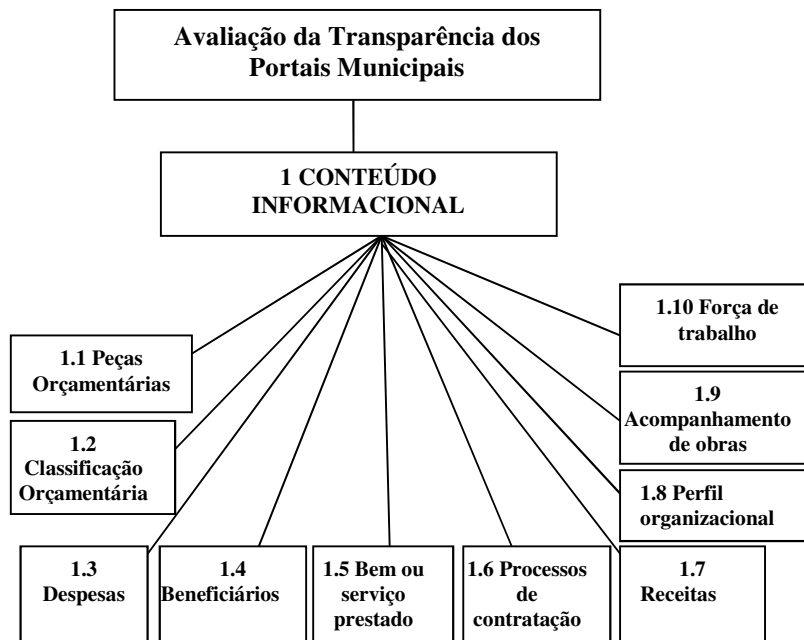 Avaliação da Transparência dos
Portais Municipais
1 CONTEÚDO
INFORMACIONAL
1.1 Peças
Orçamentárias
1.2
Classificação
Orçamentária
1.3
Despesas
1.4
Beneficiários
1.5 Bem ou
serviço
prestado
1.6 Processos
de
contratação
1.7
Receitas
1.8 Perfil
organizacional
1.9
Acompanhamento
de obras
1.10 Força de
trabalho